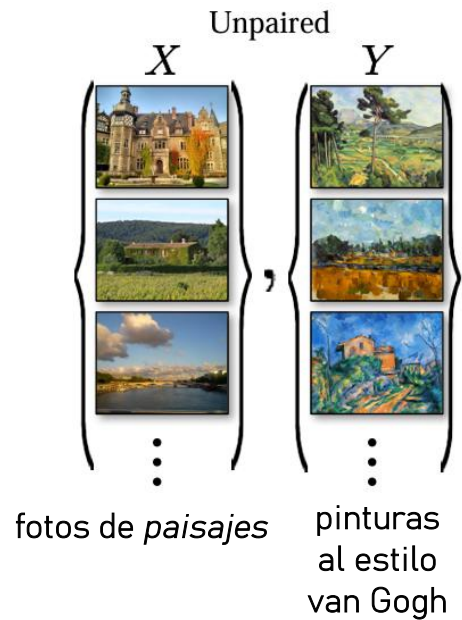 Unpaired
X
Y
,
fotos de paisajes
pinturas
al estilo
van Gogh